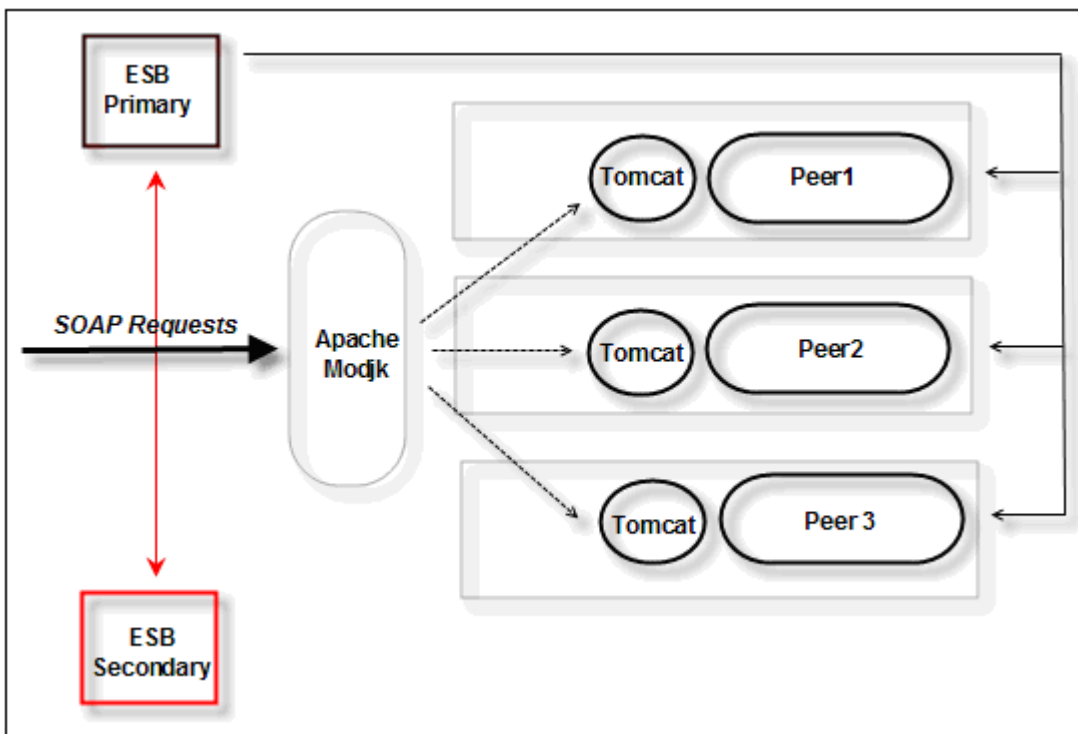 ESB
Primary
Tomcat
Peer1
SOAP Requests
Apache
Modjk
Tomcat
Peer2
Tomcat
Peer 3
ESB
Secondary